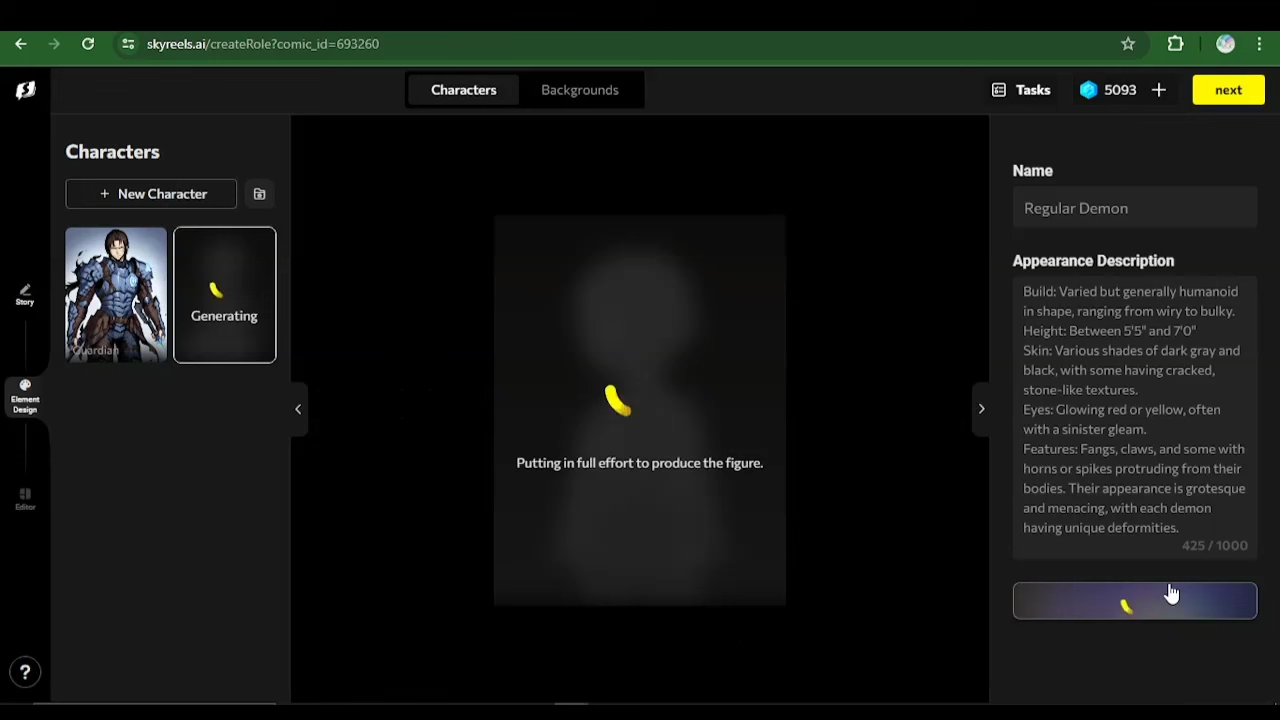 skyreels.ai/createRole?comic_id=693260
Characters
Backgrounds
Tasks
5093
next
Characters
+ New Character
Guardian
Generating
Story
Element
Design
Editor
Putting in full effort to produce the figure.
Name
Regular Demon
Appearance Description
Build: Varied but generally humanoid
in shape, ranging from wiry to bulky.
Height: Between 5'5" and 7'0"
Skin: Various shades of dark gray and
black, with some having cracked,
stone-like textures.
Eyes: Glowing red or yellow, often
with a sinister gleam.
Features: Fangs, claws, and some with
horns or spikes protruding from their
bodies. Their appearance is grotesque
and menacing, with each demon
having unique deformities.
425 / 1000
?